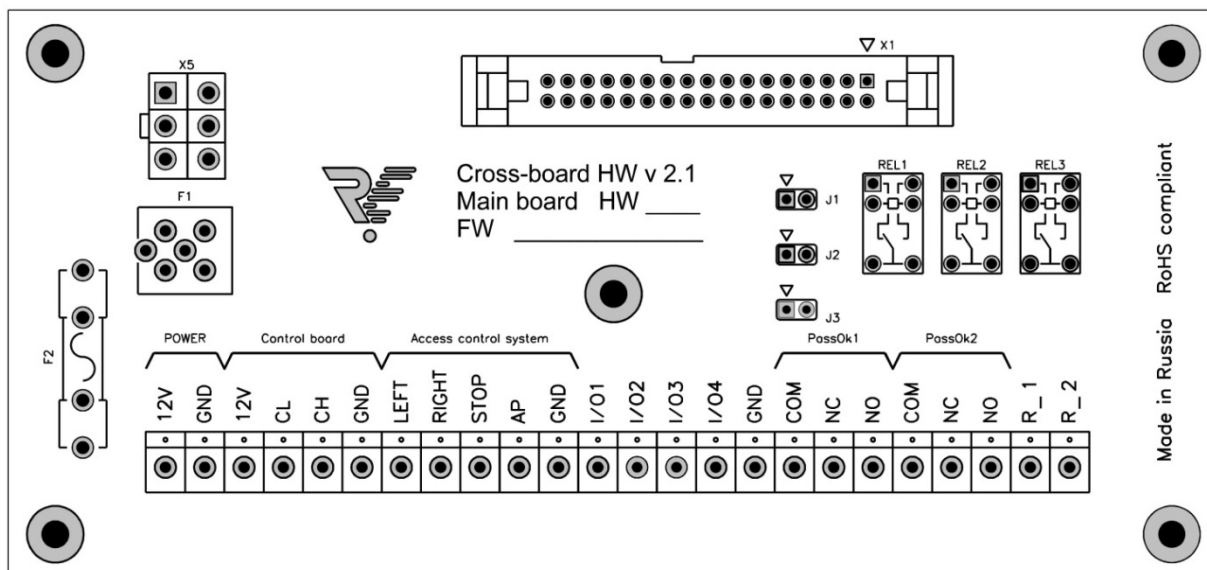 X5
X1
F1
F2
Cross-board HW v 2.1
Main board HW ____
FW ____________
J1
J2
J3
REL1 REL2 REL3
Made in Russia RoHS compliant
POWER Control board Access control system PassOk1 PassOk2
12V GND 12V CL CH GND LEFT RIGHT STOP AP GND I/O1 I/O2 I/O3 I/O4 GND COM NC NO COM NC NO R_1 R_2